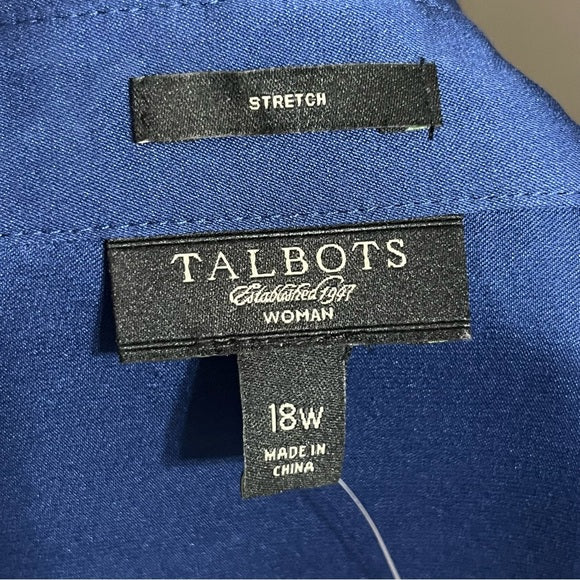 STRETCH
TALBOTS
Established 1947
WOMAN
18W
MADE IN
CHINA